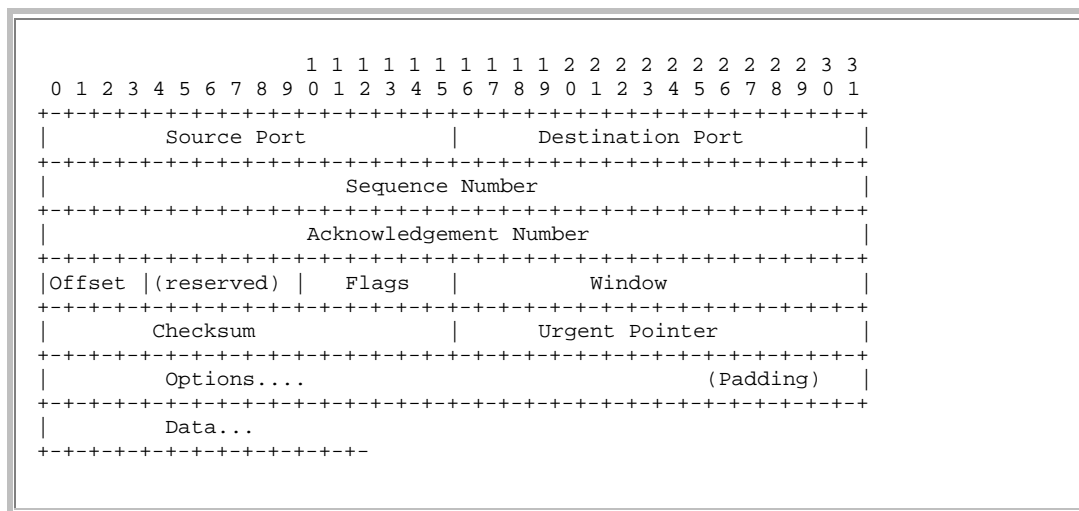 1 1 1 1 1 1 1 1 1 1 2 2 2 2 2 2 2 2 2 2 3 3
 0 1 2 3 4 5 6 7 8 9 0 1 2 3 4 5 6 7 8 9 0 1 2 3 4 5 6 7 8 9 0 1
+-+-+-+-+-+-+-+-+-+-+-+-+-+-+-+-+-+-+-+-+-+-+-+-+-+-+-+-+-+-+-+-+
|         Source Port           |      Destination Port         |
+-+-+-+-+-+-+-+-+-+-+-+-+-+-+-+-+-+-+-+-+-+-+-+-+-+-+-+-+-+-+-+-+
|                       Sequence Number                         |
+-+-+-+-+-+-+-+-+-+-+-+-+-+-+-+-+-+-+-+-+-+-+-+-+-+-+-+-+-+-+-+-+
|                    Acknowledgement Number                     |
+-+-+-+-+-+-+-+-+-+-+-+-+-+-+-+-+-+-+-+-+-+-+-+-+-+-+-+-+-+-+-+-+
|Offset |(reserved) |   Flags   |          Window               |
+-+-+-+-+-+-+-+-+-+-+-+-+-+-+-+-+-+-+-+-+-+-+-+-+-+-+-+-+-+-+-+-+
|        Checksum               |      Urgent Pointer           |
+-+-+-+-+-+-+-+-+-+-+-+-+-+-+-+-+-+-+-+-+-+-+-+-+-+-+-+-+-+-+-+-+
|         Options....                               (Padding)   |
+-+-+-+-+-+-+-+-+-+-+-+-+-+-+-+-+-+-+-+-+-+-+-+-+-+-+-+-+-+-+-+-+
|         Data...
+-+-+-+-+-+-+-+-+-+-+-+-+-